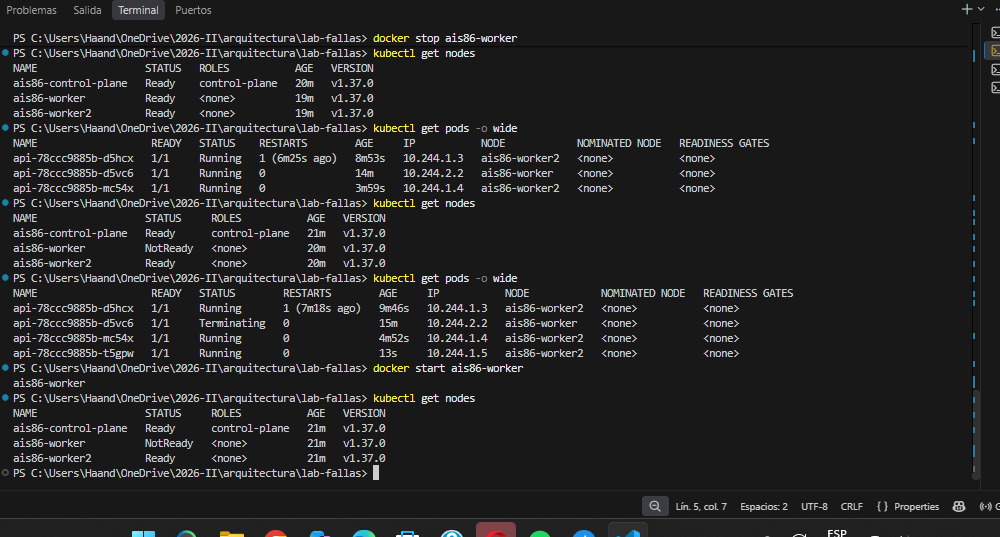 Problemas Salida Terminal Puertos
PS C:\Users\Haand\OneDrive\2026-II\arquitectura\lab-fallas> docker stop ais86-worker
PS C:\Users\Haand\OneDrive\2026-II\arquitectura\lab-fallas> kubectl get nodes
NAME STATUS ROLES AGE VERSION
ais86-control-plane Ready control-plane 20m v1.37.0
ais86-worker Ready <none> 19m v1.37.0
ais86-worker2 Ready <none> 19m v1.37.0
PS C:\Users\Haand\OneDrive\2026-II\arquitectura\lab-fallas> kubectl get pods -o wide
NAME READY STATUS RESTARTS AGE IP NODE NOMINATED NODE READINESS GATES
api-78ccc9885b-d5hcx 1/1 Running 1 (6m25s ago) 8m53s 10.244.1.3 ais86-worker2 <none> <none>
api-78ccc9885b-d5vc6 1/1 Running 0 14m 10.244.2.2 ais86-worker <none> <none>
api-78ccc9885b-mc54x 1/1 Running 0 3m59s 10.244.1.4 ais86-worker2 <none> <none>
PS C:\Users\Haand\OneDrive\2026-II\arquitectura\lab-fallas> kubectl get nodes
NAME STATUS ROLES AGE VERSION
ais86-control-plane Ready control-plane 21m v1.37.0
ais86-worker NotReady <none> 20m v1.37.0
ais86-worker2 Ready <none> 20m v1.37.0
PS C:\Users\Haand\OneDrive\2026-II\arquitectura\lab-fallas> kubectl get pods -o wide
NAME READY STATUS RESTARTS AGE IP NODE NOMINATED NODE READINESS GATES
api-78ccc9885b-d5hcx 1/1 Running 1 (7m18s ago) 9m46s 10.244.1.3 ais86-worker2 <none> <none>
api-78ccc9885b-d5vc6 1/1 Terminating 0 15m 10.244.2.2 ais86-worker <none> <none>
api-78ccc9885b-mc54x 1/1 Running 0 4m52s 10.244.1.4 ais86-worker2 <none> <none>
api-78ccc9885b-t5gpw 1/1 Running 0 13s 10.244.1.5 ais86-worker2 <none> <none>
PS C:\Users\Haand\OneDrive\2026-II\arquitectura\lab-fallas> docker start ais86-worker
ais86-worker
PS C:\Users\Haand\OneDrive\2026-II\arquitectura\lab-fallas> kubectl get nodes
NAME STATUS ROLES AGE VERSION
ais86-control-plane Ready control-plane 21m v1.37.0
ais86-worker NotReady <none> 21m v1.37.0
ais86-worker2 Ready <none> 21m v1.37.0
PS C:\Users\Haand\OneDrive\2026-II\arquitectura\lab-fallas>
Lín. 5, col. 7 Espacios: 2 UTF-8 CRLF {} Properties
ESP